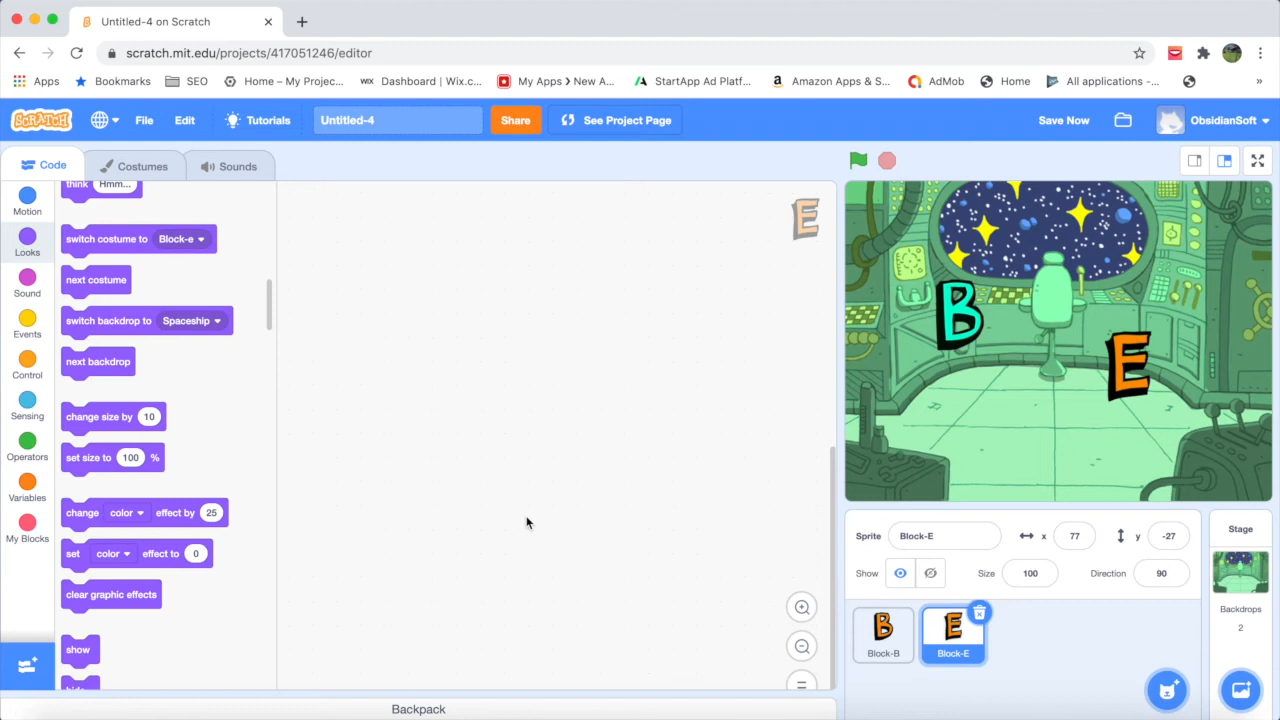 Untitled-4 on Scratch
scratch.mit.edu/projects/417051246/editor
Apps Bookmarks SEO Home – My Projec... WIX Dashboard | Wix.c... My Apps > New A... StartApp Ad Platf... Amazon Apps & S... AdMob Home All applications -...
SCRATCH File Edit Tutorials Untitled-4 Share See Project Page Save Now ObsidianSoft
Code Costumes Sounds
Motion
Looks
Sound
Events
Control
Sensing
Operators
Variables
My Blocks
think Hmm...
switch costume to Block-e
next costume
switch backdrop to Spaceship
next backdrop
change size by 10
set size to 100 %
change color effect by 25
set color effect to 0
clear graphic effects
show
hide
E
B
E
Sprite Block-E x 77 y -27
Show Size 100 Direction 90
B
Block-B
E
Block-E
Stage
Backdrops
2
Backpack